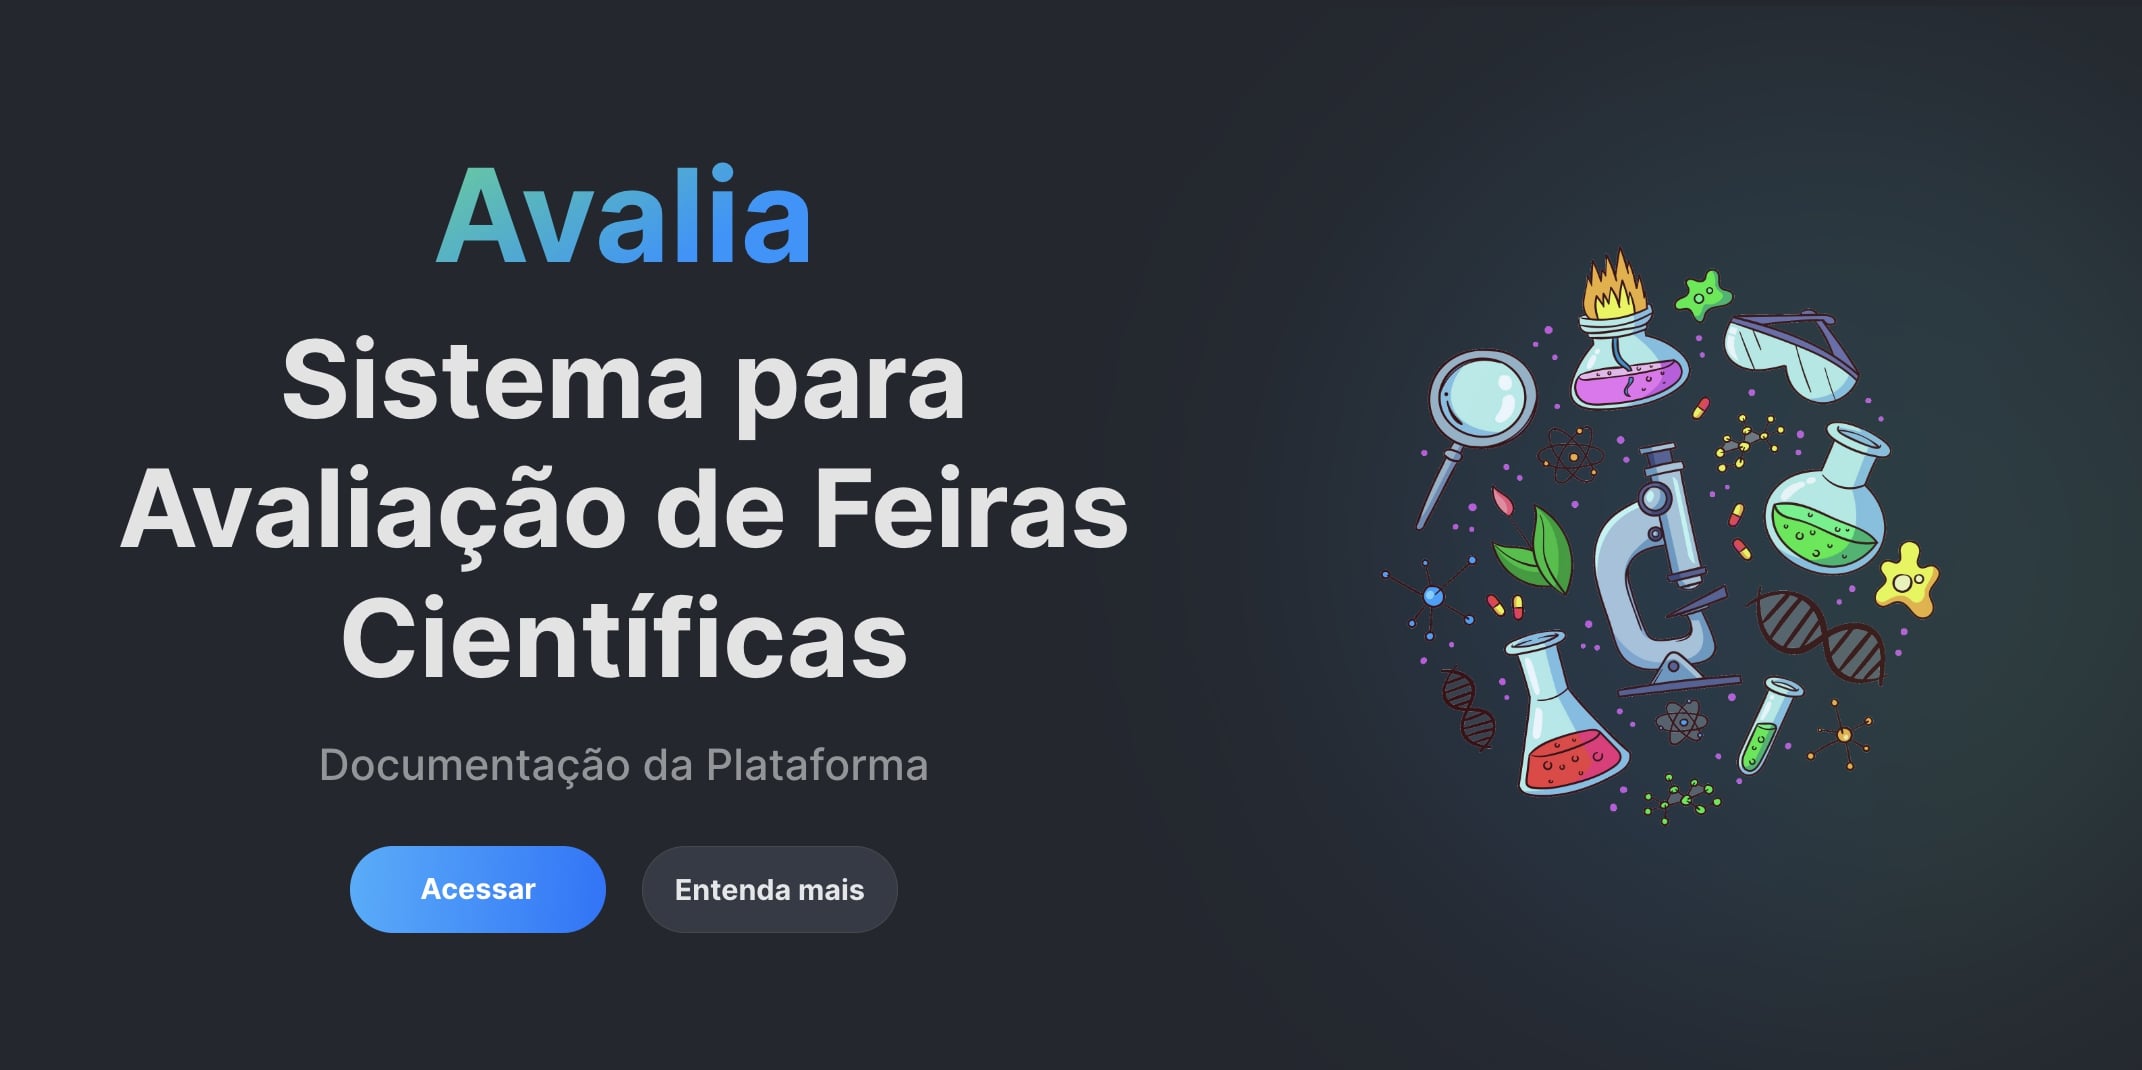 Avalia
Sistema para
Avaliação de Feiras
Científicas
Documentação da Plataforma
Acessar
Entenda mais